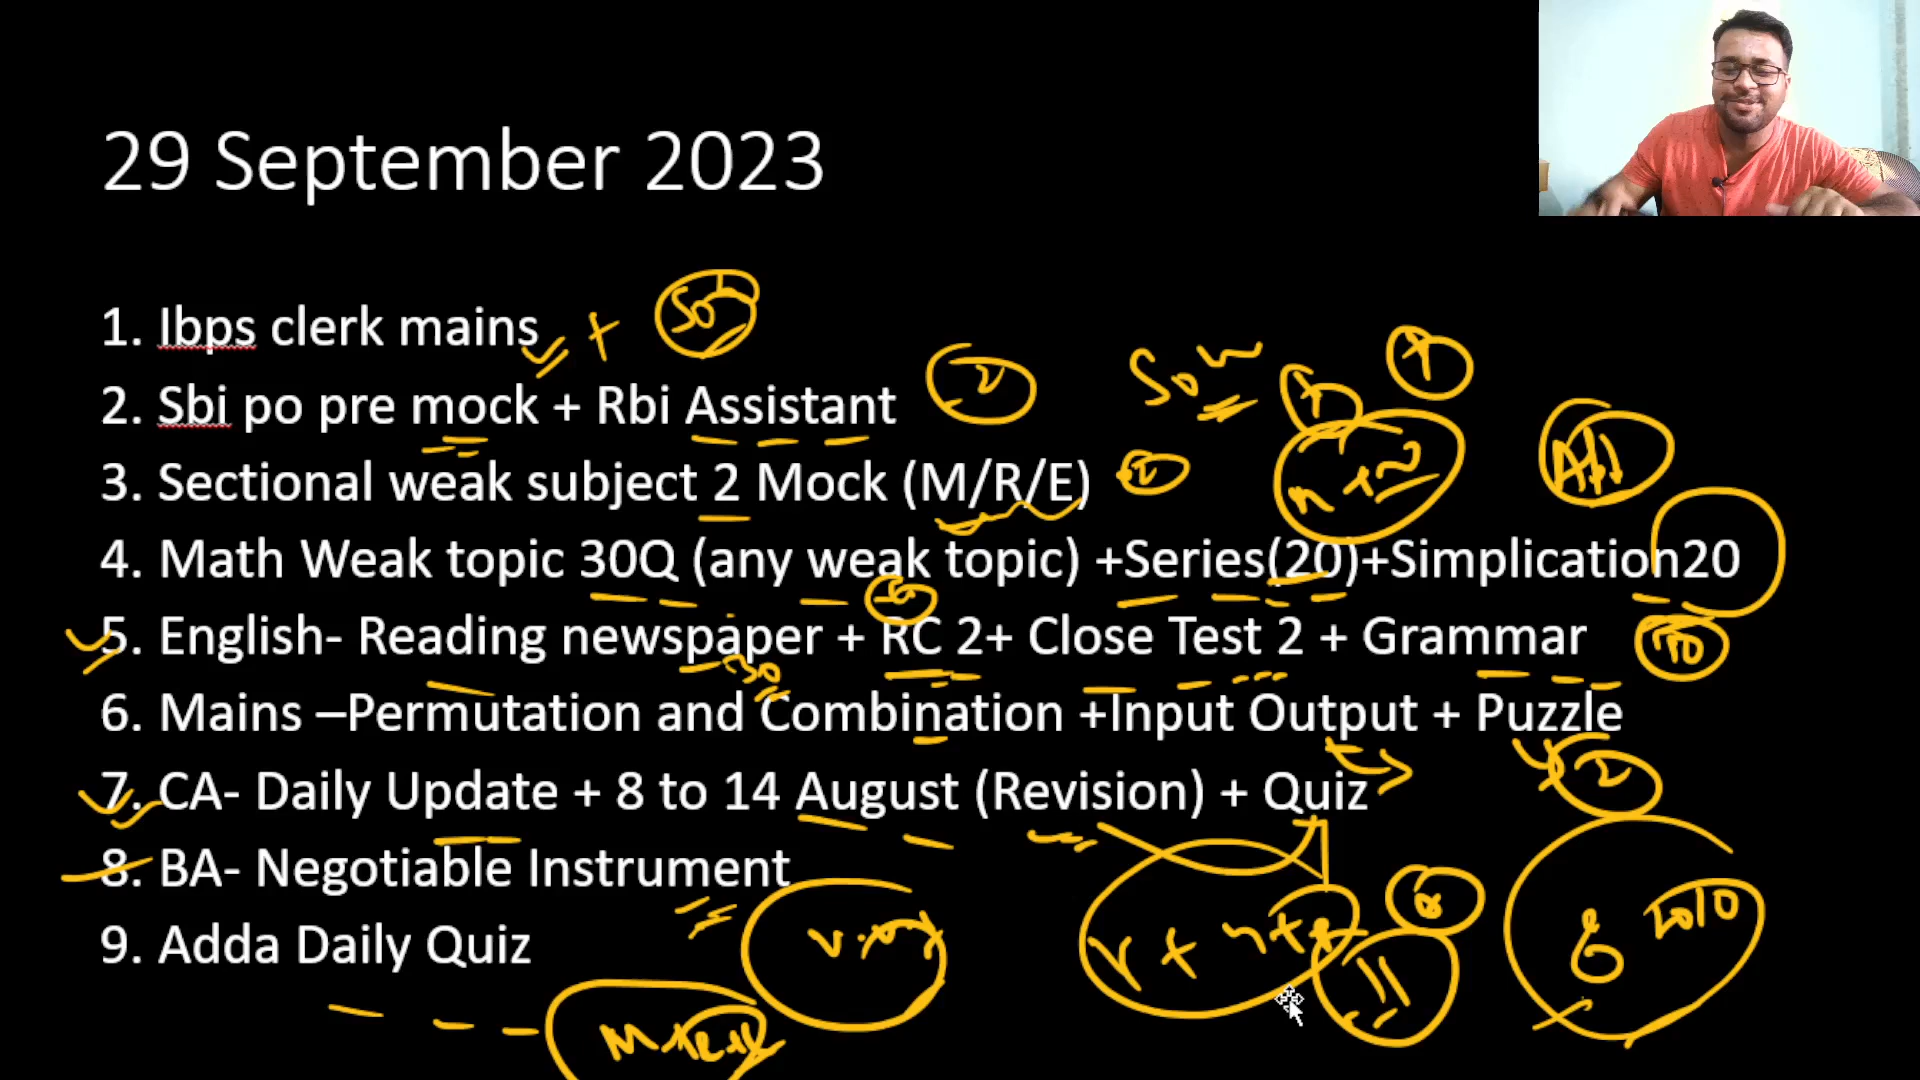 29 September 2023
1. Ibps clerk mains + 50
2. Sbi po pre mock + Rbi Assistant 2
3. Sectional weak subject 2 Mock (M/R/E)
4. Math Weak topic 30Q (any weak topic) +Series(20)+Simplication20
5. English- Reading newspaper + RC 2+ Close Test 2 + Grammar
6. Mains –Permutation and Combination +Input Output + Puzzle
7. CA- Daily Update + 8 to 14 August (Revision) + Quiz
8. BA- Negotiable Instrument
9. Adda Daily Quiz